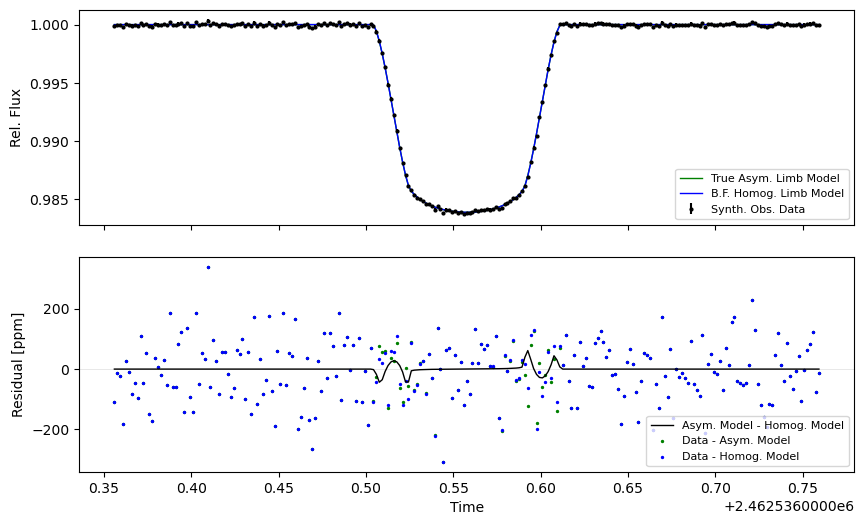 1.000
0.995
0.990
0.985
Rel. Flux
True Asym. Limb Model
B.F. Homog. Limb Model
Synth. Obs. Data
200
0
−200
Residual [ppm]
Asym. Model - Homog. Model
Data - Asym. Model
Data - Homog. Model
0.35 0.40 0.45 0.50 0.55 0.60 0.65 0.70 0.75
Time
+2.4625360000e6